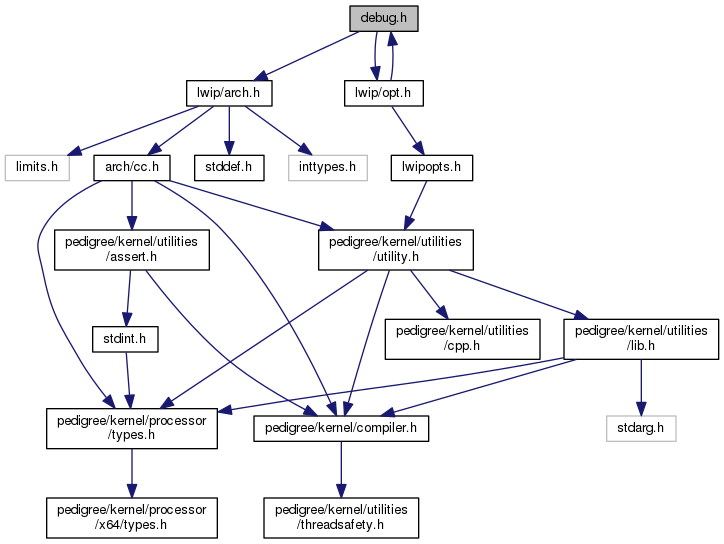 debug.h
lwip/arch.h
lwip/opt.h
limits.h
arch/cc.h
stddef.h
inttypes.h
lwipopts.h
pedigree/kernel/utilities
/assert.h
pedigree/kernel/utilities
/utility.h
stdint.h
pedigree/kernel/utilities
/cpp.h
pedigree/kernel/utilities
/lib.h
pedigree/kernel/processor
/types.h
pedigree/kernel/compiler.h
stdarg.h
pedigree/kernel/processor
/x64/types.h
pedigree/kernel/utilities
/threadsafety.h